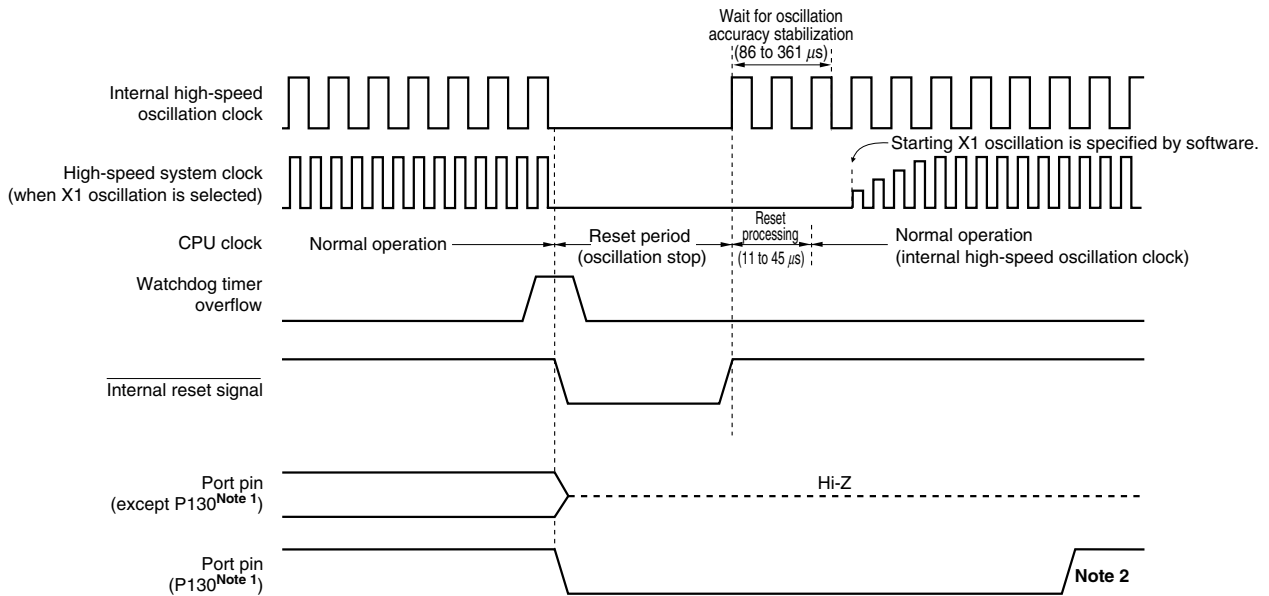 Wait for oscillation
accuracy stabilization
(86 to 361 μs)
Internal high-speed
oscillation clock
Starting X1 oscillation is specified by software.
High-speed system clock
(when X1 oscillation is selected)
CPU clock
Normal operation
Reset period
(oscillation stop)
Reset
processing
(11 to 45 μs)
Normal operation
(internal high-speed oscillation clock)
Watchdog timer
overflow
Internal reset signal
Port pin
(except P130Note 1)
Hi-Z
Port pin
(P130Note 1)
Note 2